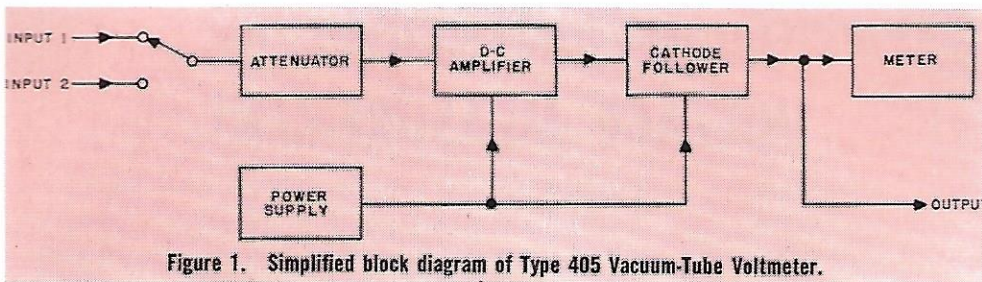 INPUT 1
INPUT 2
ATTENUATOR
D-C
AMPLIFIER
CATHODE
FOLLOWER
METER
POWER
SUPPLY
OUTPUT
Figure 1. Simplified block diagram of Type 405 Vacuum-Tube Voltmeter.